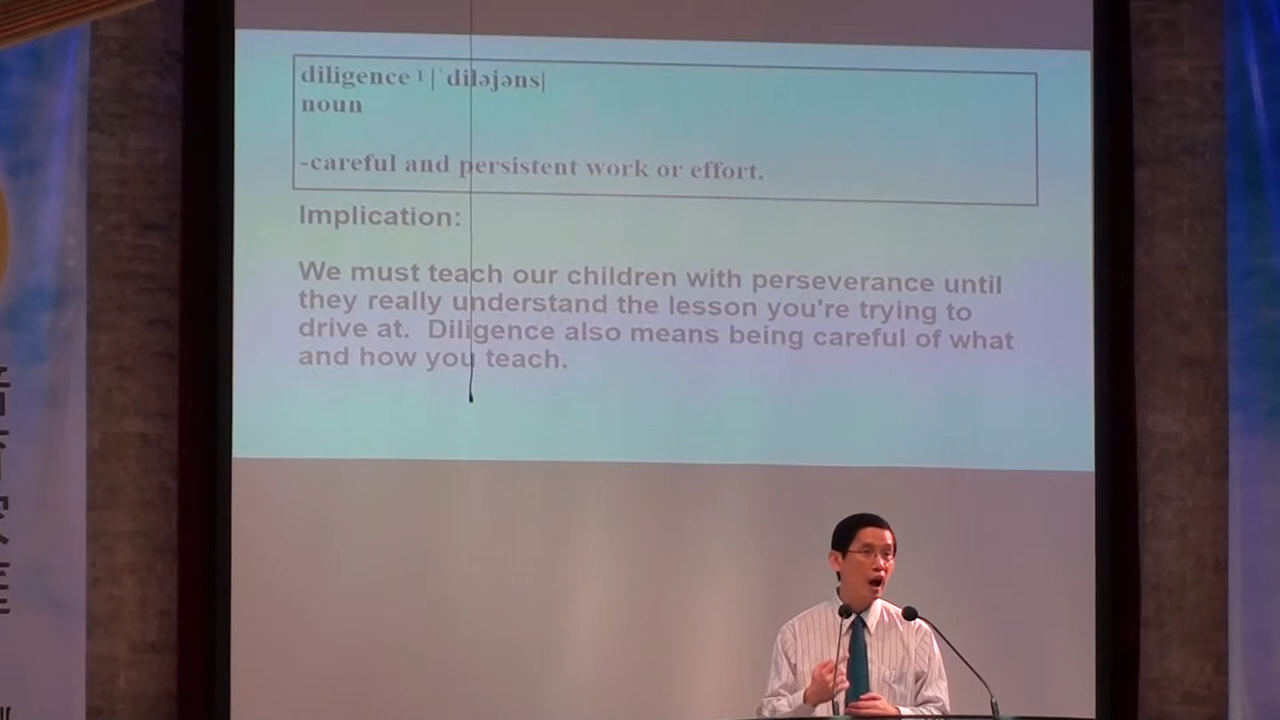 diligence ¹ |ˈdiləjəns|
noun
-careful and persistent work or effort.
Implication:
We must teach our children with perseverance until
they really understand the lesson you're trying to
drive at.  Diligence also means being careful of what
and how you teach.